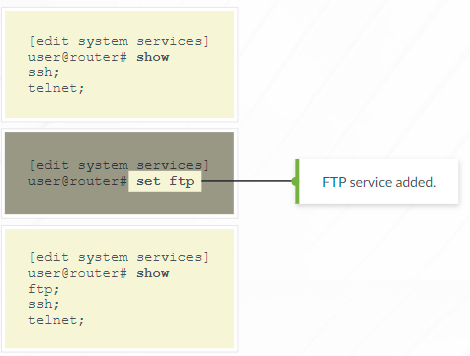 [edit system services]
user@router# show
ssh;
telnet;
[edit system services]
user@router# set ftp
FTP service added.
[edit system services]
user@router# show
ftp;
ssh;
telnet;